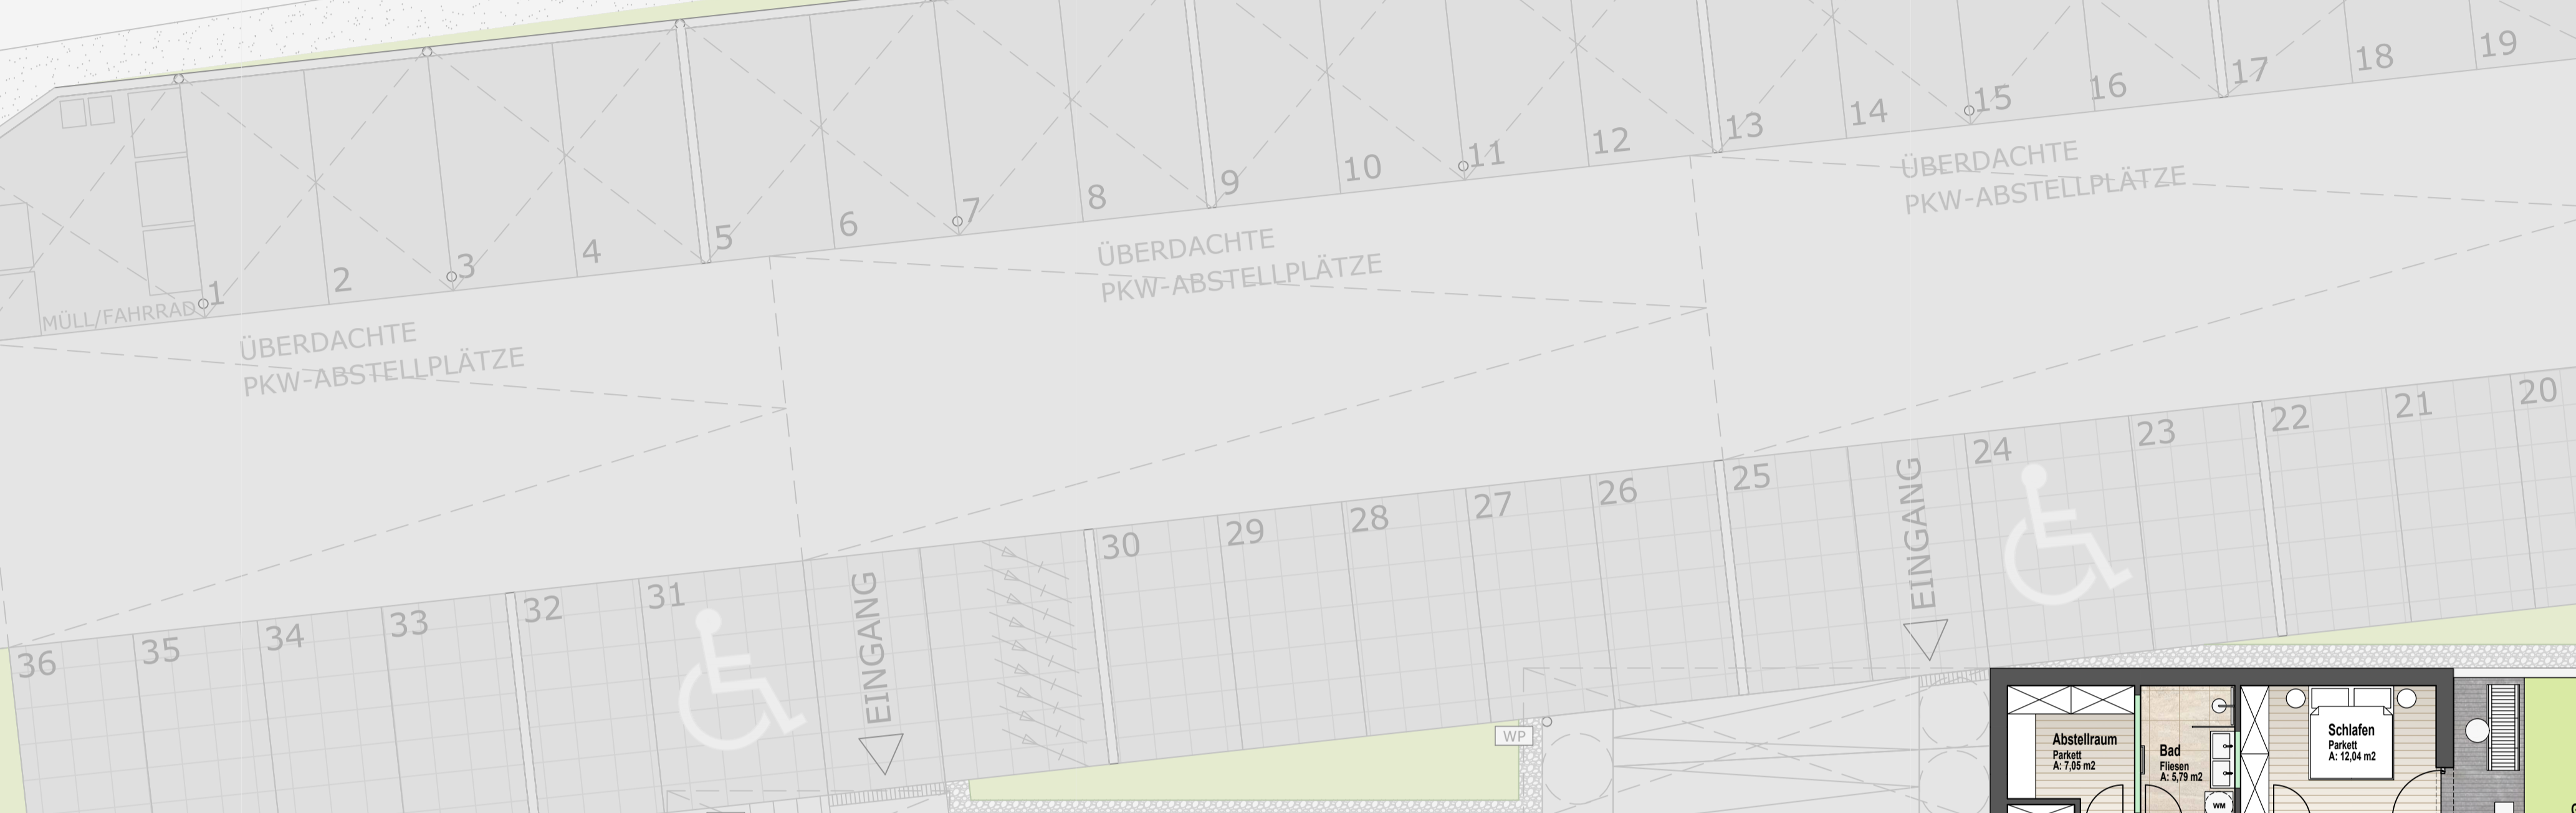 1
2
3
4
5
6
7
8
9
10
11
12
13
14
15
16
17
18
19
MÜLL/FAHRRAD
ÜBERDACHTE
PKW-ABSTELLPLÄTZE
ÜBERDACHTE
PKW-ABSTELLPLÄTZE
ÜBERDACHTE
PKW-ABSTELLPLÄTZE
36
35
34
33
32
31
EINGANG
30
29
28
27
26
25
EINGANG
24
23
22
21
20
WP
Abstellraum
Parkett
A: 7,05 m2
Bad
Fliesen
A: 5,79 m2
WM
Schlafen
Parkett
A: 12,04 m2